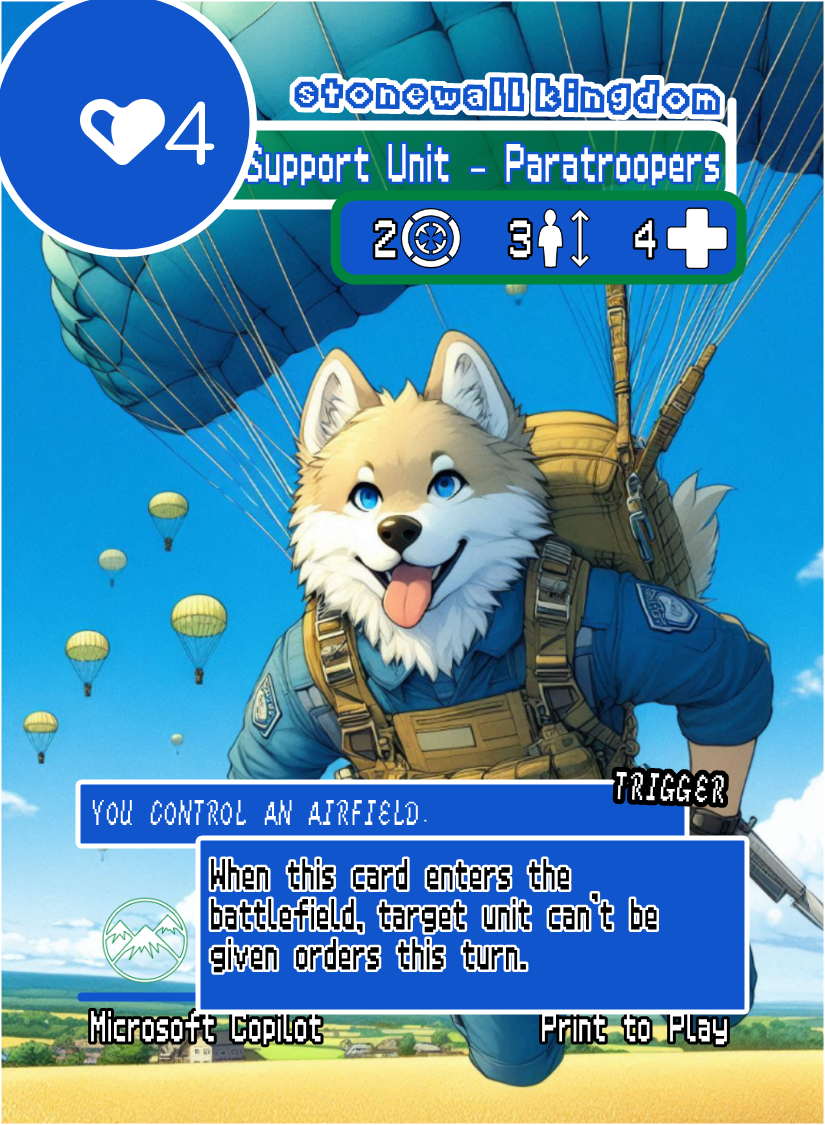 4
stonewall kingdom
Support Unit - Paratroopers
2 3 4
TRIGGER
YOU CONTROL AN AIRFIELD.
When this card enters the
battlefield, target unit can't be
given orders this turn.
Microsoft Copilot
Print to Play